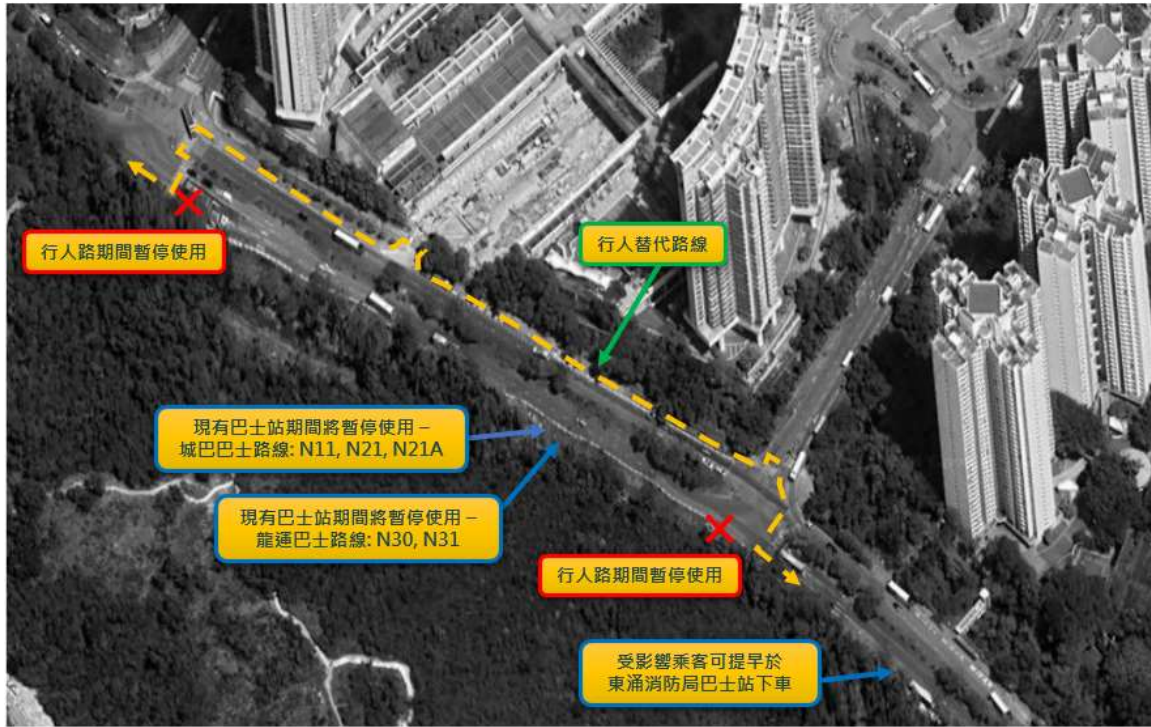 行人路期間暫停使用
行人替代路線
現有巴士站期間將暫停使用 –
城巴巴士路線: N11, N21, N21A
現有巴士站期間將暫停使用 –
龍運巴士路線: N30, N31
行人路期間暫停使用
受影響乘客可提早於
東涌消防局巴士站下車